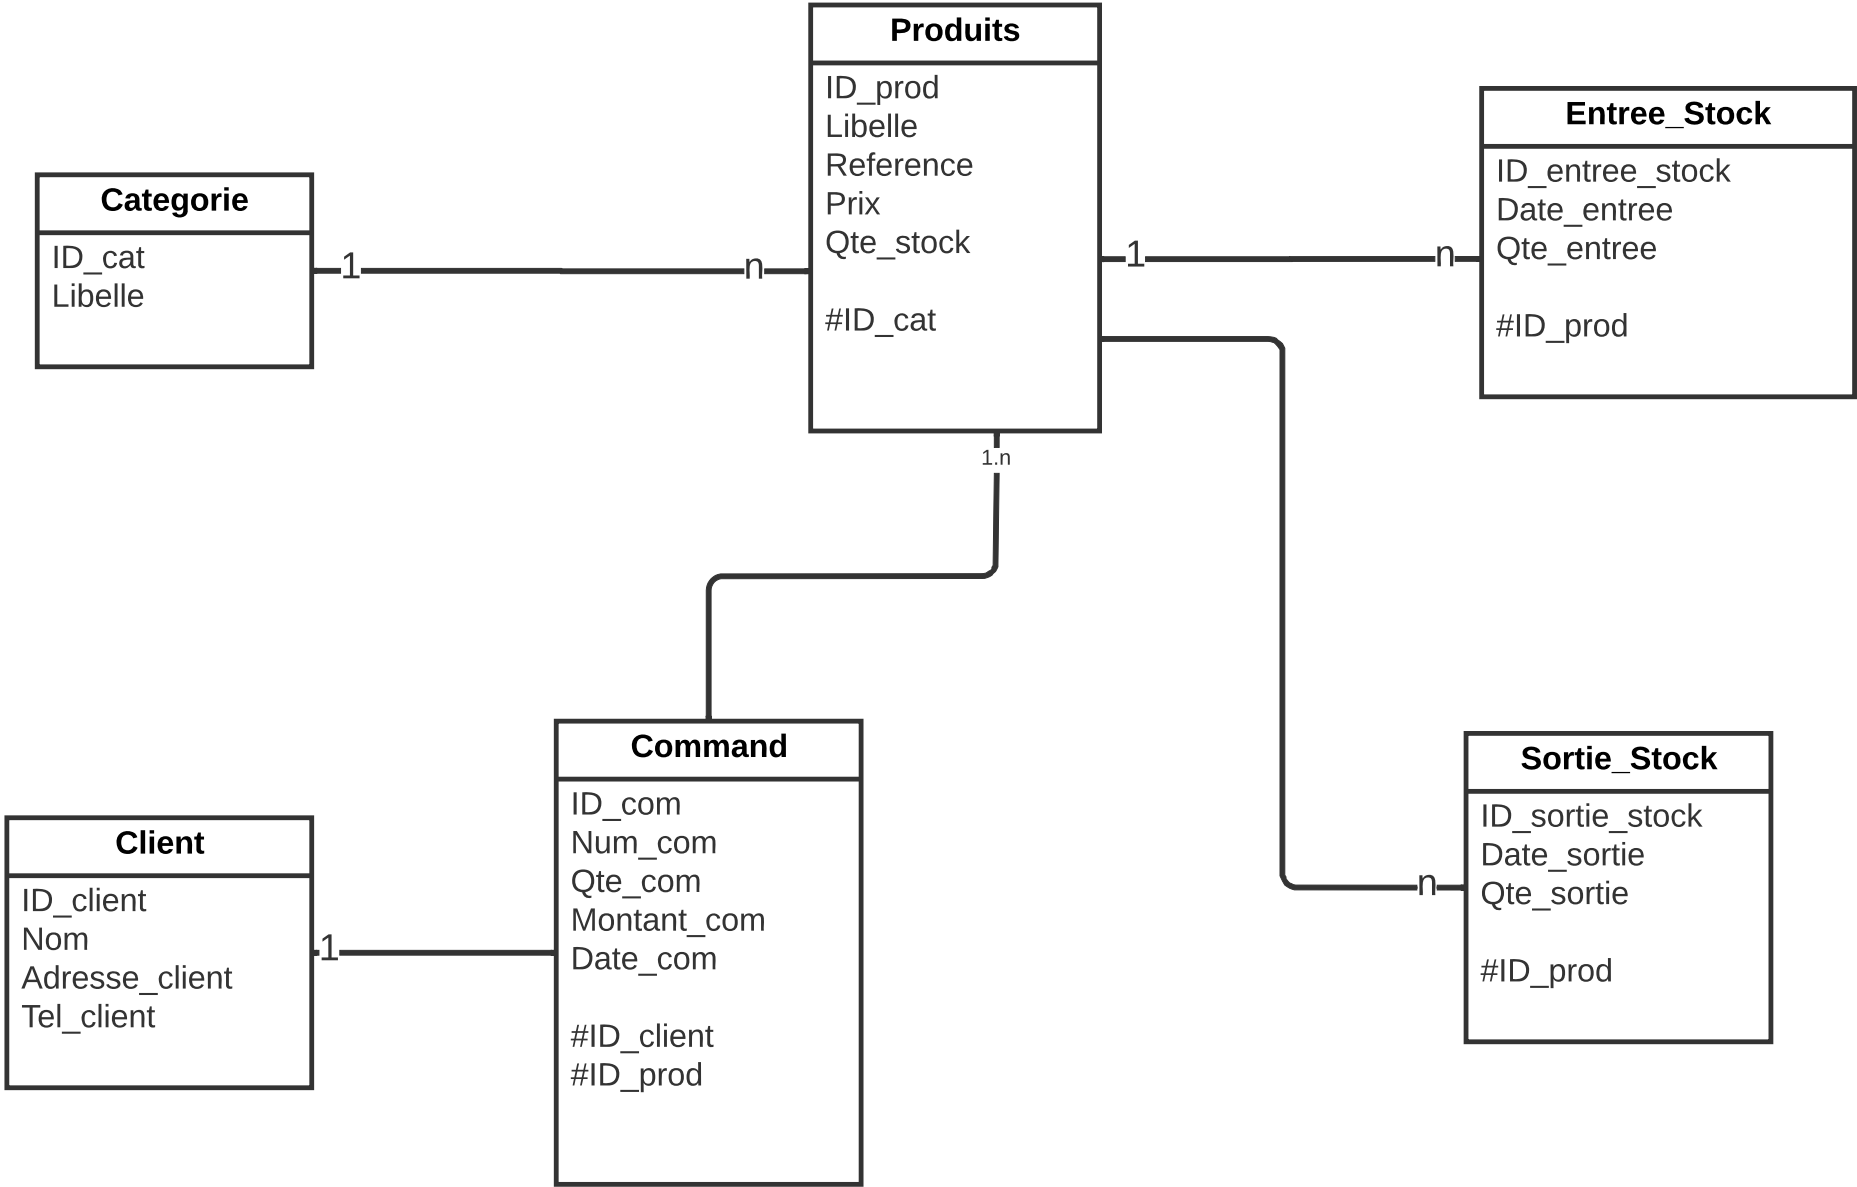 Produits
ID_prod
Libelle
Reference
Prix
Qte_stock
#ID_cat
Entree_Stock
ID_entree_stock
Date_entree
Qte_entree
#ID_prod
Categorie
ID_cat
Libelle
1
n
1
n
1.n
Command
ID_com
Num_com
Qte_com
Montant_com
Date_com
#ID_client
#ID_prod
Sortie_Stock
ID_sortie_stock
Date_sortie
Qte_sortie
#ID_prod
n
Client
ID_client
Nom
Adresse_client
Tel_client
1